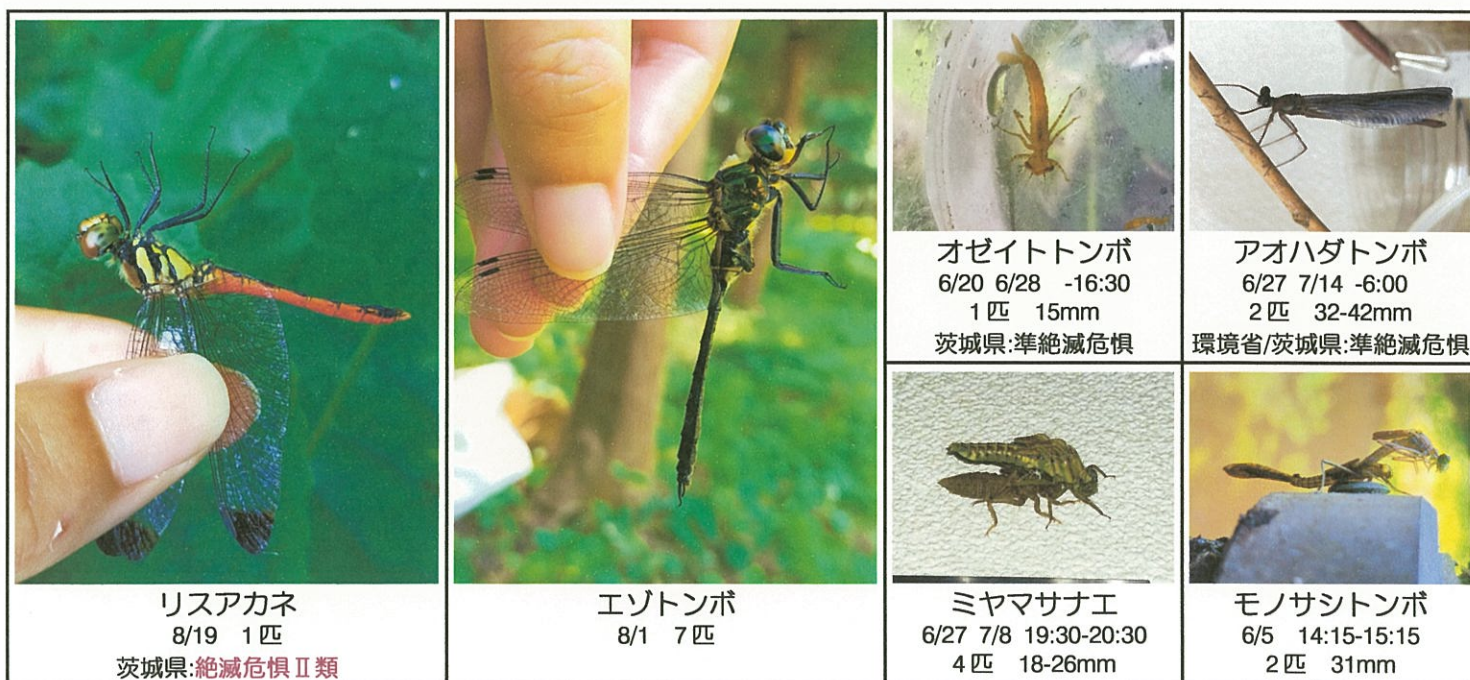 リスアカネ
8/19 1匹
茨城県:絶滅危惧Ⅱ類
エゾトンボ
8/1 7匹
オゼイトトンボ
6/20 6/28 -16:30
1匹 15mm
茨城県:準絶滅危惧
アオハダトンボ
6/27 7/14 -6:00
2匹 32-42mm
環境省/茨城県:準絶滅危惧
ミヤマサナエ
6/27 7/8 19:30-20:30
4匹 18-26mm
モノサシトンボ
6/5 14:15-15:15
2匹 31mm